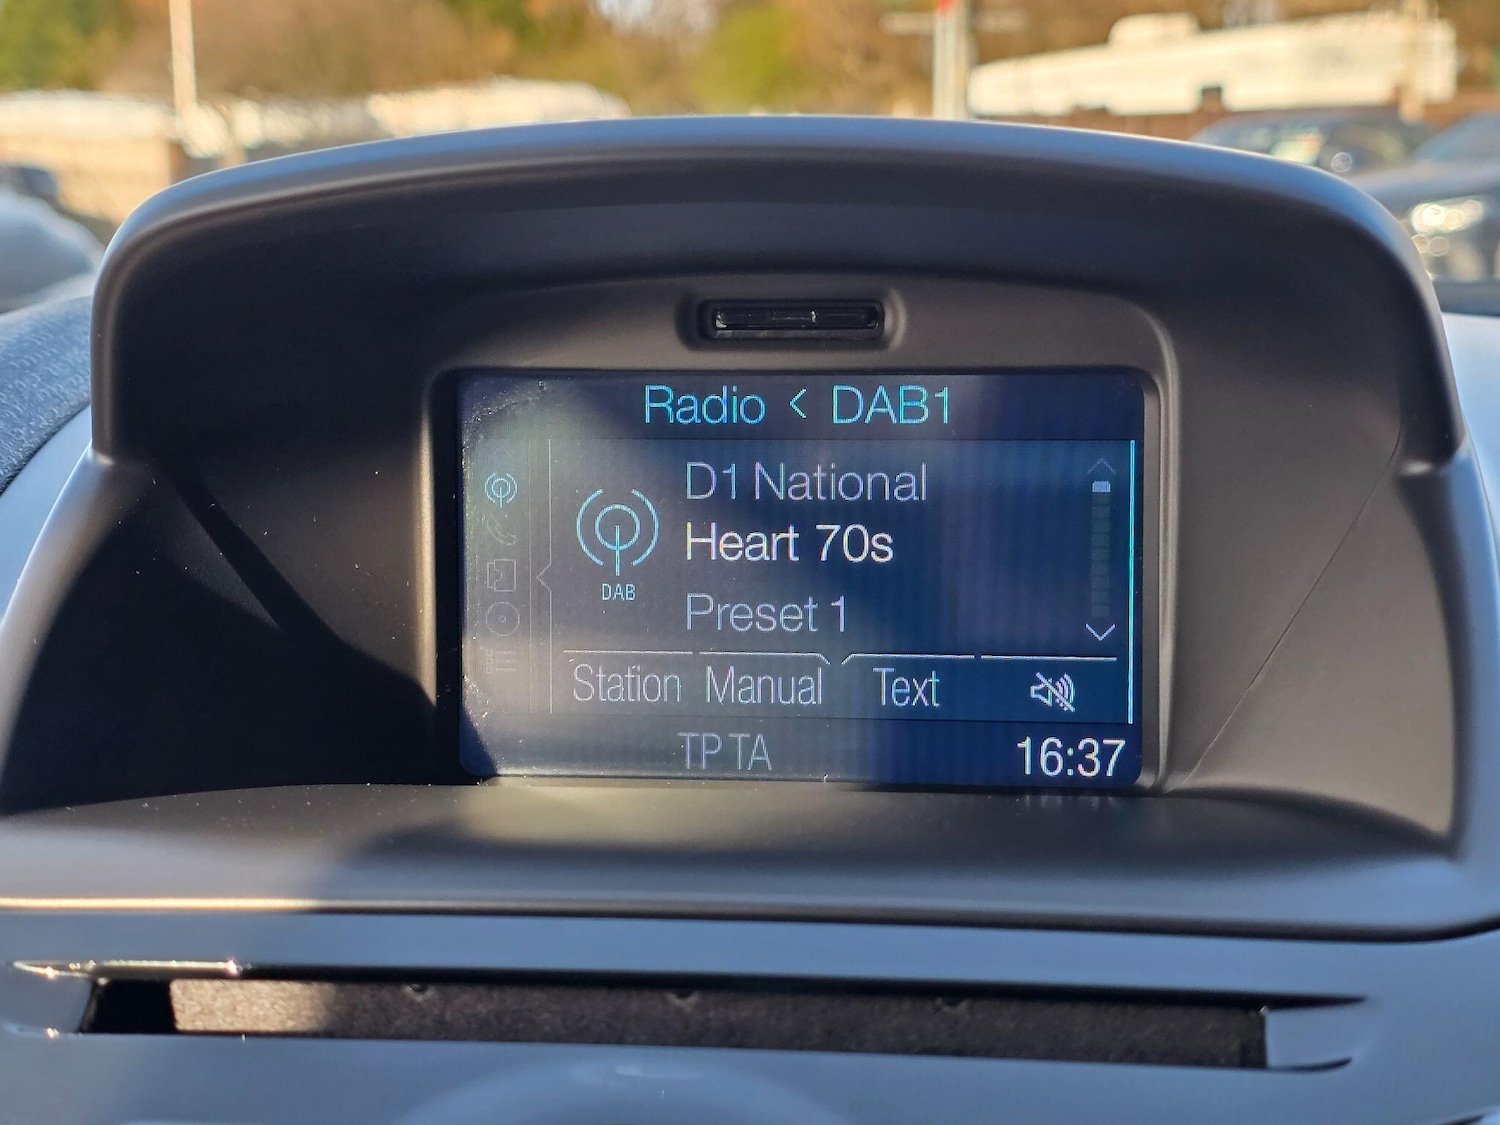 Radio < DAB1
D1 National
Heart 70s
DAB
Preset 1
Station Manual Text
TP TA 16:37